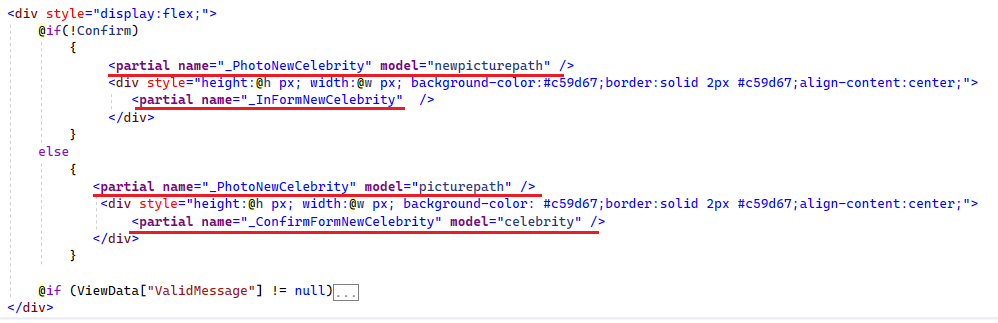 <div style="display:flex;">
@if(!Confirm)
{
<partial name="_PhotoNewCelebrity" model="newpicturepath" />
<div style="height:@h px; width:@w px; background-color:#c59d67;border:solid 2px #c59d67;align-content:center;">
<partial name="_InFormNewCelebrity"  />
</div>
}
else
{
<partial name="_PhotoNewCelebrity" model="picturepath" />
<div style="height:@h px; width:@w px; background-color: #c59d67;border:solid 2px #c59d67;align-content:center;">
<partial name="_ConfirmFormNewCelebrity" model="celebrity" />
</div>
}
@if (ViewData["ValidMessage"] != null)...
</div>